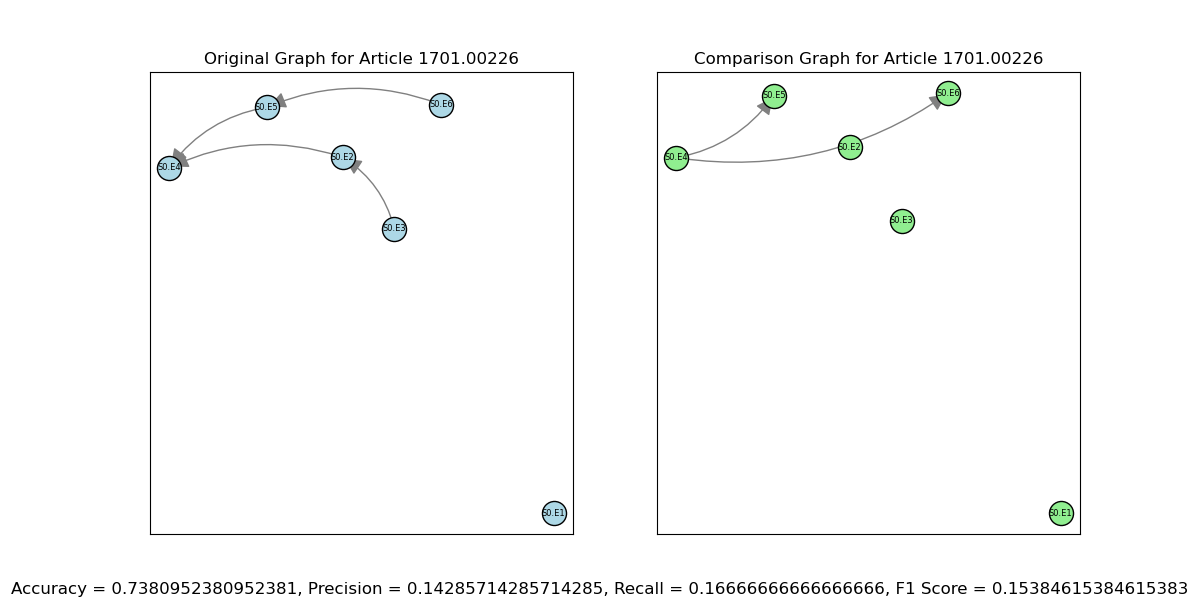 Original Graph for Article 1701.00226
Comparison Graph for Article 1701.00226
S0.E5
S0.E6
S0.E4
S0.E2
S0.E3
S0.E1
S0.E5
S0.E6
S0.E4
S0.E2
S0.E3
S0.E1
Accuracy = 0.7380952380952381, Precision = 0.14285714285714285, Recall = 0.16666666666666666, F1 Score = 0.15384615384615383